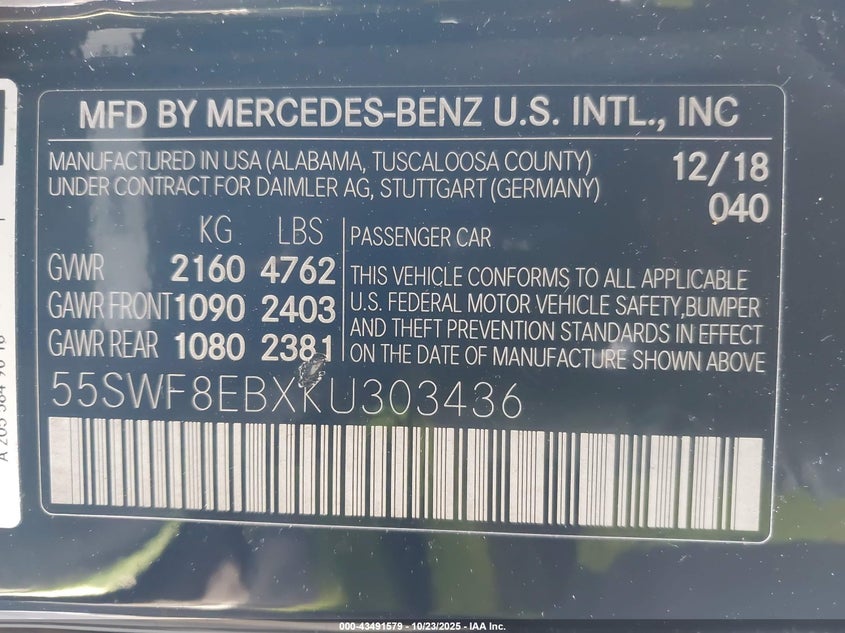 MFD BY MERCEDES-BENZ U.S. INTL., INC
MANUFACTURED IN USA (ALABAMA, TUSCALOOSA COUNTY)
UNDER CONTRACT FOR DAIMLER AG, STUTTGART (GERMANY)
12/18
040
KG LBS
GVWR 2160 4762
GAWR FRONT 1090 2403
GAWR REAR 1080 2381
PASSENGER CAR
THIS VEHICLE CONFORMS TO ALL APPLICABLE
U.S. FEDERAL MOTOR VEHICLE SAFETY,BUMPER
AND THEFT PREVENTION STANDARDS IN EFFECT
ON THE DATE OF MANUFACTURE SHOWN ABOVE
55SWF8EBXKU303436
000-43491579 - 10/23/2025 - IAA Inc.